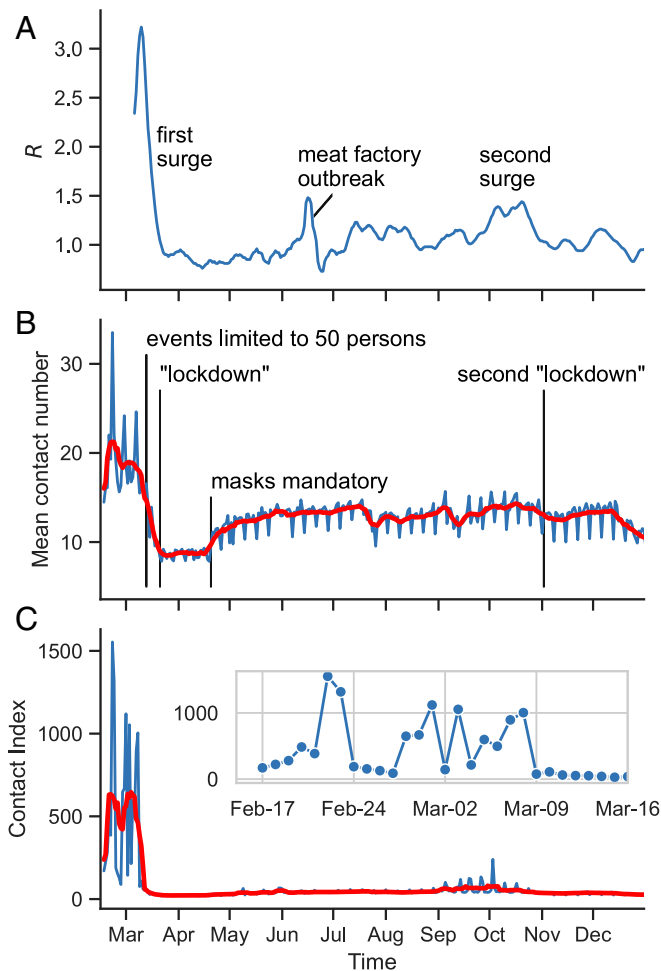 A
3.0
2.5
2.0
1.5
1.0
R
first
surge
meat factory
outbreak
second
surge
B
30
20
10
Mean contact number
events limited to 50 persons
"lockdown"
second "lockdown"
masks mandatory
C
1500
1000
500
0
Contact Index
1000
0
Feb-17 Feb-24 Mar-02 Mar-09 Mar-16
Mar Apr May Jun Jul Aug Sep Oct Nov Dec
Time